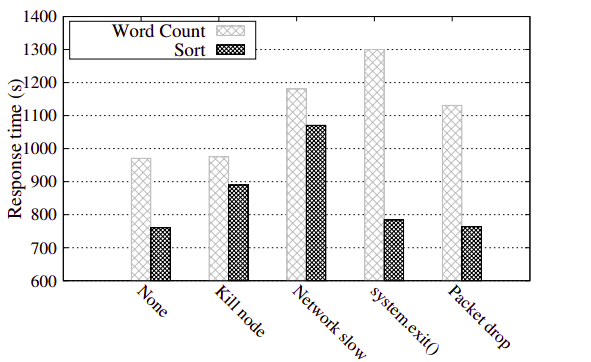 1400
1300
1200
1100
1000
900
800
700
600
Response time (s)
Word Count
Sort
None
Kill node
Network slow
system.exit()
Packet drop